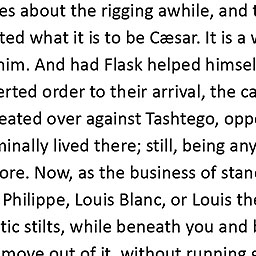 es about the rigging awhile, and t
ted what it is to be Cæsar. It is a w
him. And had Flask helped himsel
erted order to their arrival, the ca
eated over against Tashtego, oppo
minally lived there; still, being any
ore. Now, as the business of stan
Philippe, Louis Blanc, or Louis the
tic stilts, while beneath you and b
move out of it, without running